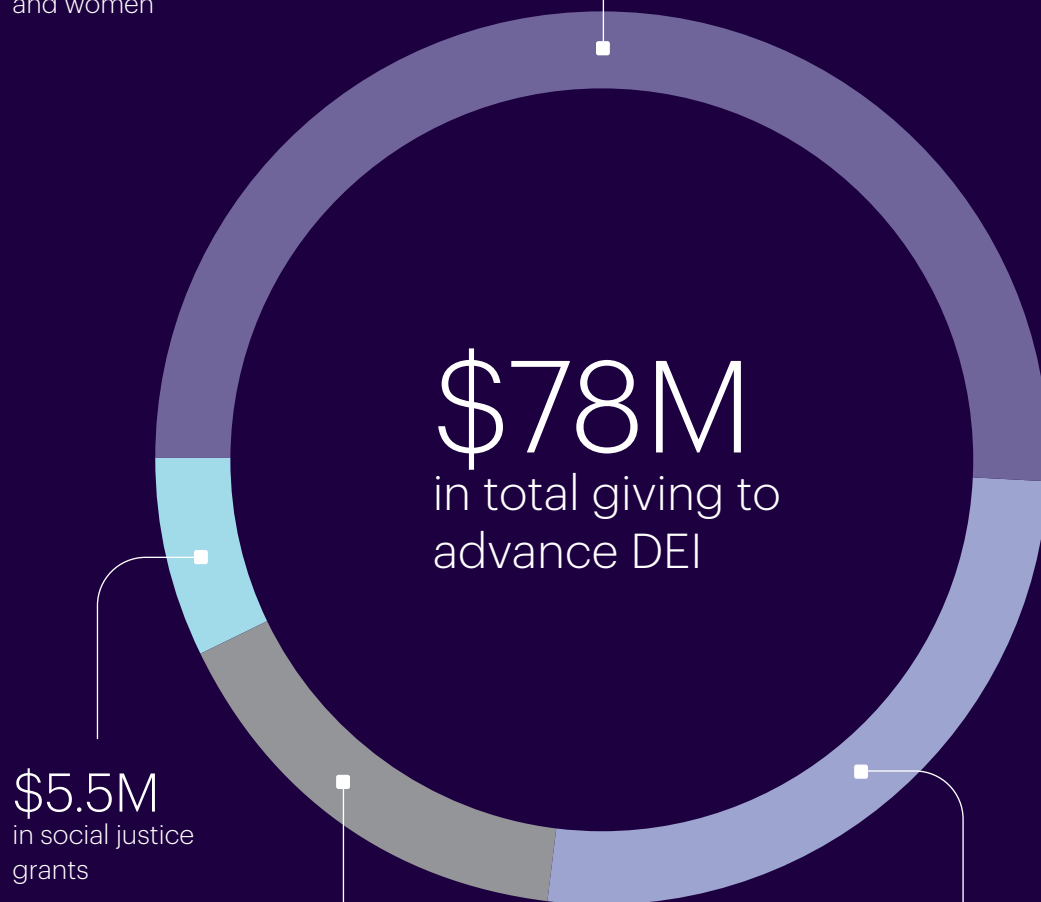 and women
$78M
in total giving to
advance DEI
$5.5M
in social justice
grants